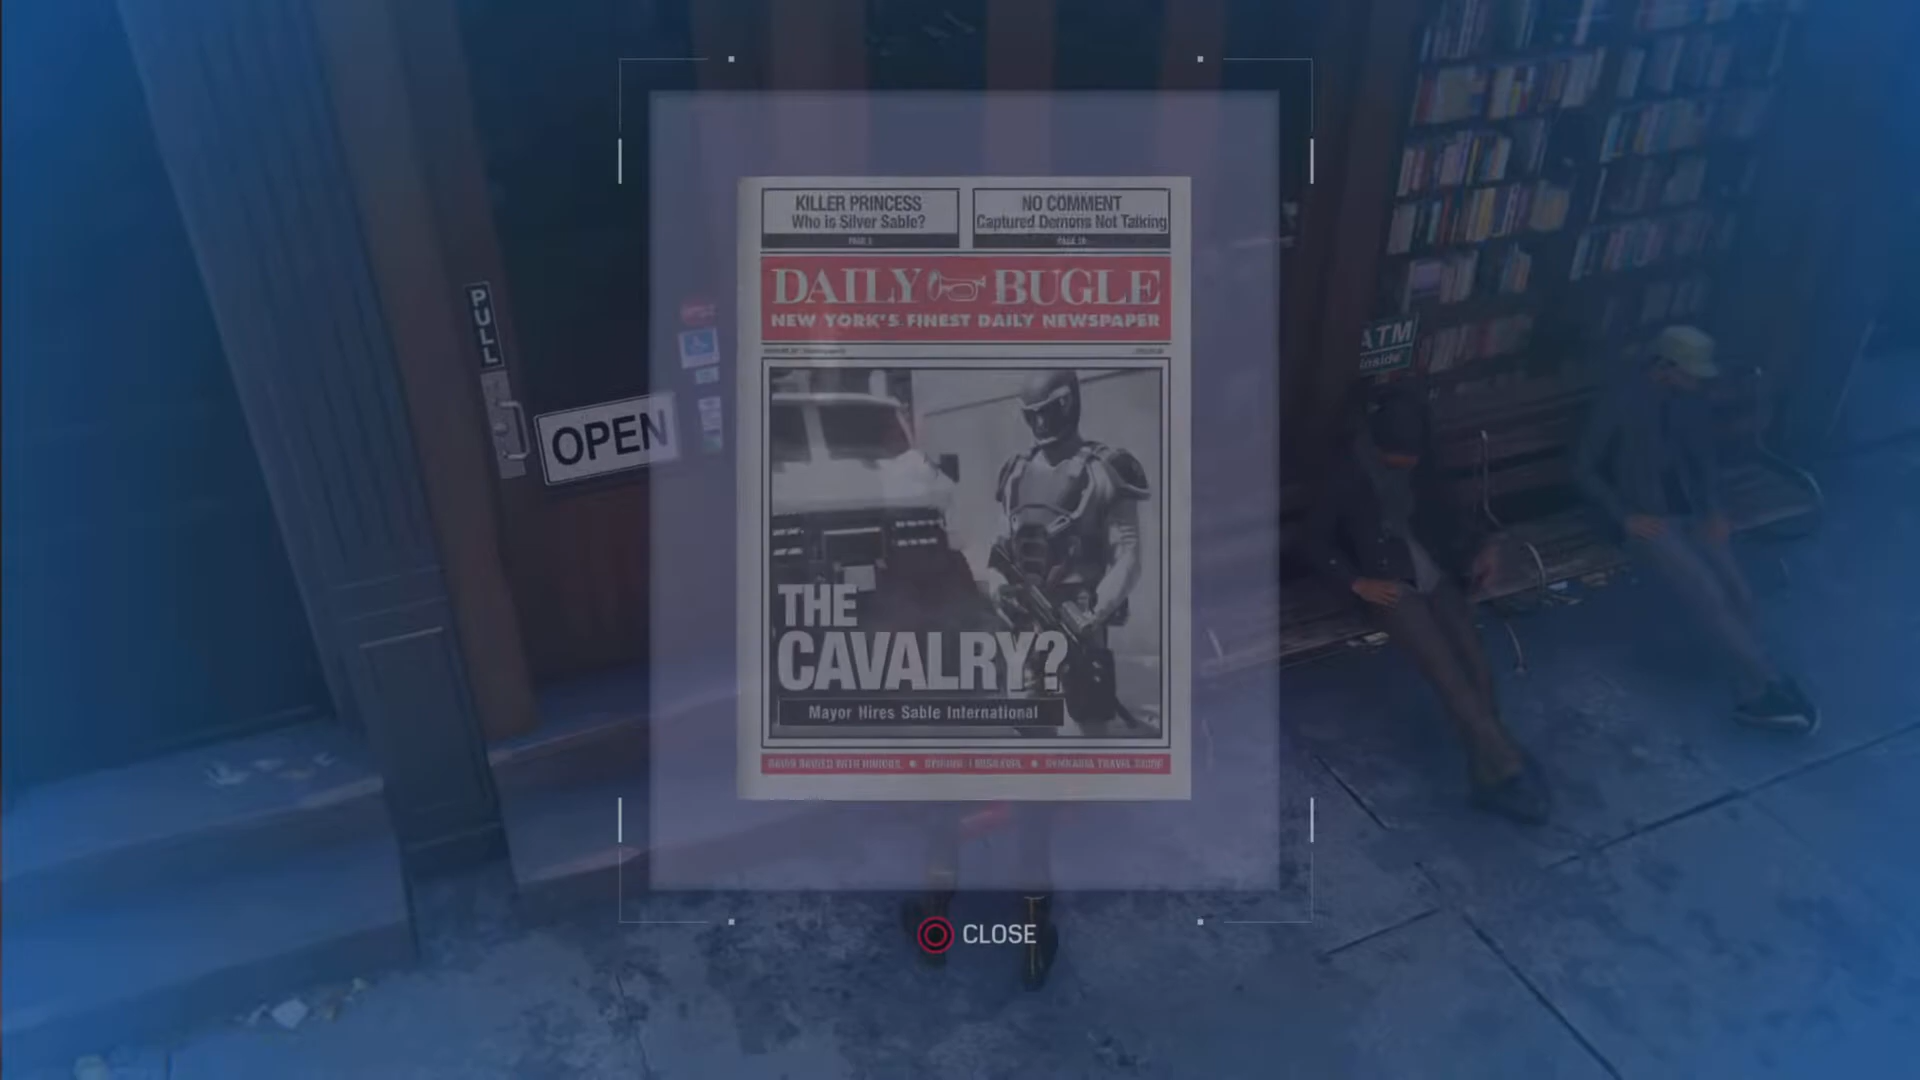 KILLER PRINCESS
Who is Silver Sable?
NO COMMENT
Captured Demons Not Talking
DAILY BUGLE
NEW YORK'S FINEST DAILY NEWSPAPER
PULL
OPEN
ATM
inside
THE
CAVALRY?
Mayor Hires Sable International
CLOSE